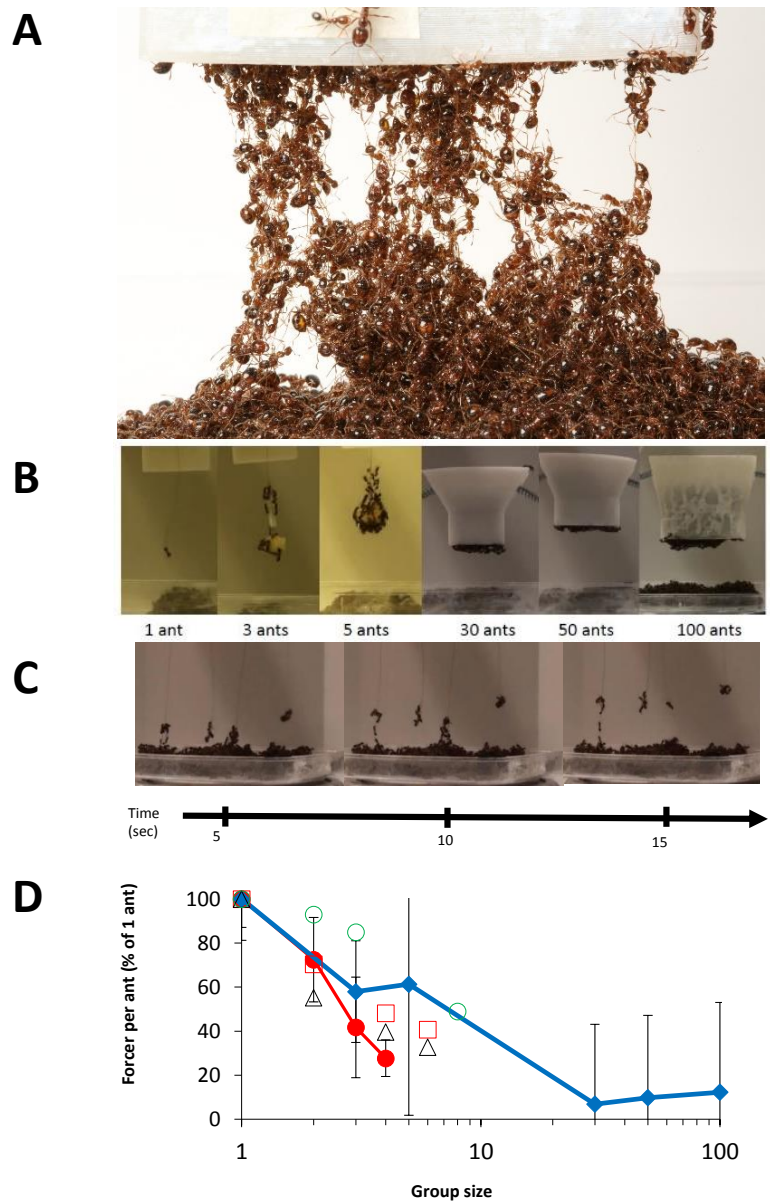 A
B
1 ant 3 ants 5 ants 30 ants 50 ants 100 ants
C
Time
(sec)
5 10 15
D
Forcer per ant (% of 1 ant)
100
80
60
40
20
0
1 10 100
Group size